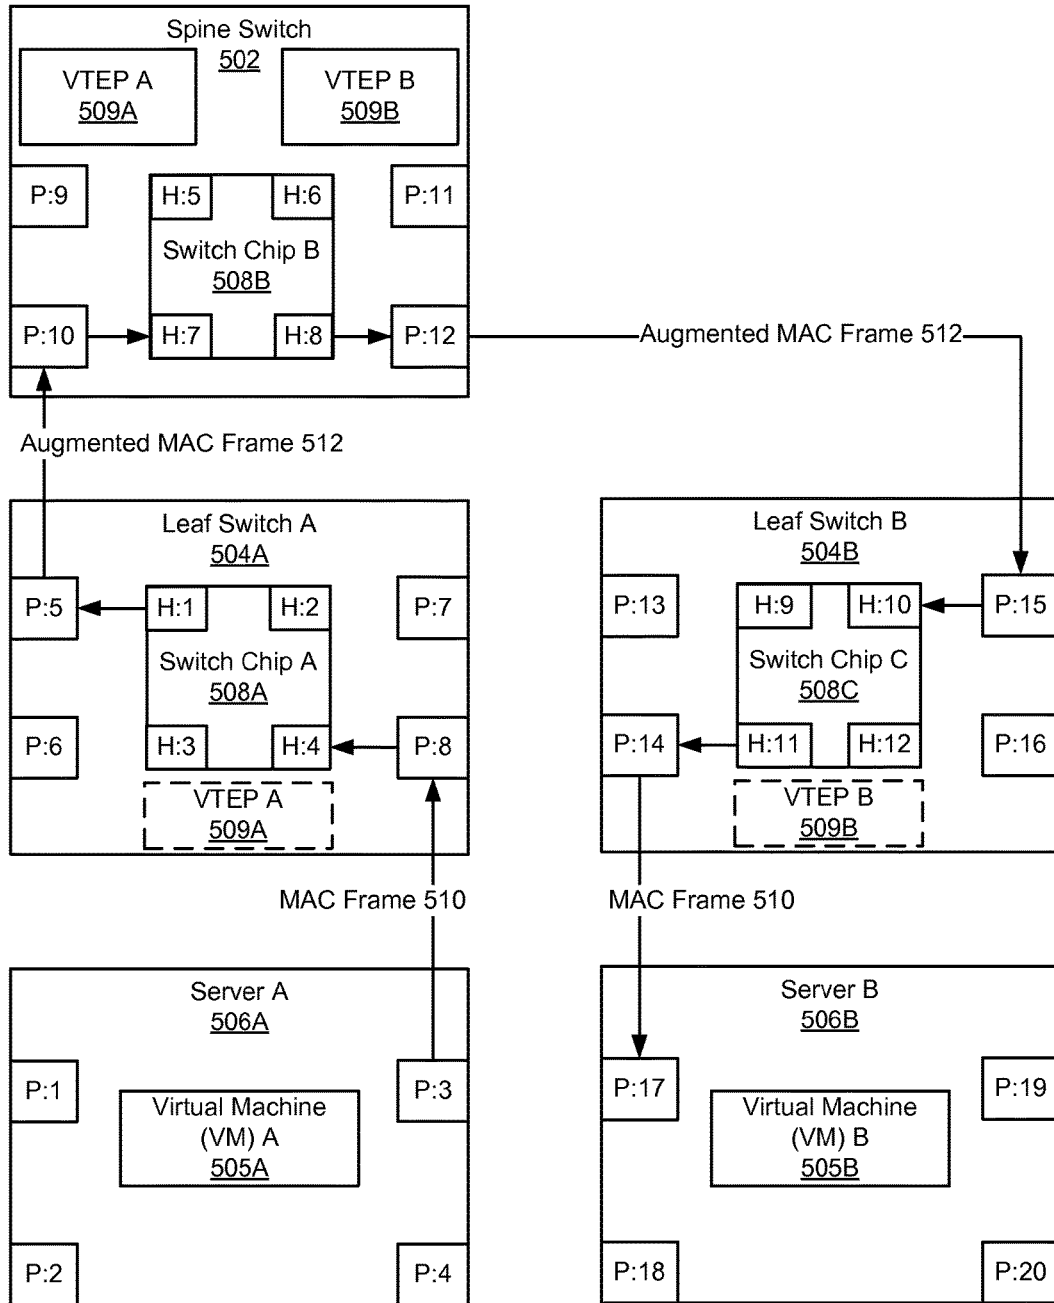 Spine Switch
502
VTEP A
509A
VTEP B
509B
P:9
H:5
H:6
P:11
Switch Chip B
508B
P:10
H:7
H:8
P:12
Augmented MAC Frame 512
Augmented MAC Frame 512
Leaf Switch A
504A
P:5
H:1
H:2
P:7
Switch Chip A
508A
P:6
H:3
H:4
P:8
VTEP A
509A
Leaf Switch B
504B
P:13
H:9
H:10
P:15
Switch Chip C
508C
P:14
H:11
H:12
P:16
VTEP B
509B
MAC Frame 510
MAC Frame 510
Server A
506A
P:1
P:3
Virtual Machine
(VM) A
505A
P:2
P:4
Server B
506B
P:17
P:19
Virtual Machine
(VM) B
505B
P:18
P:20